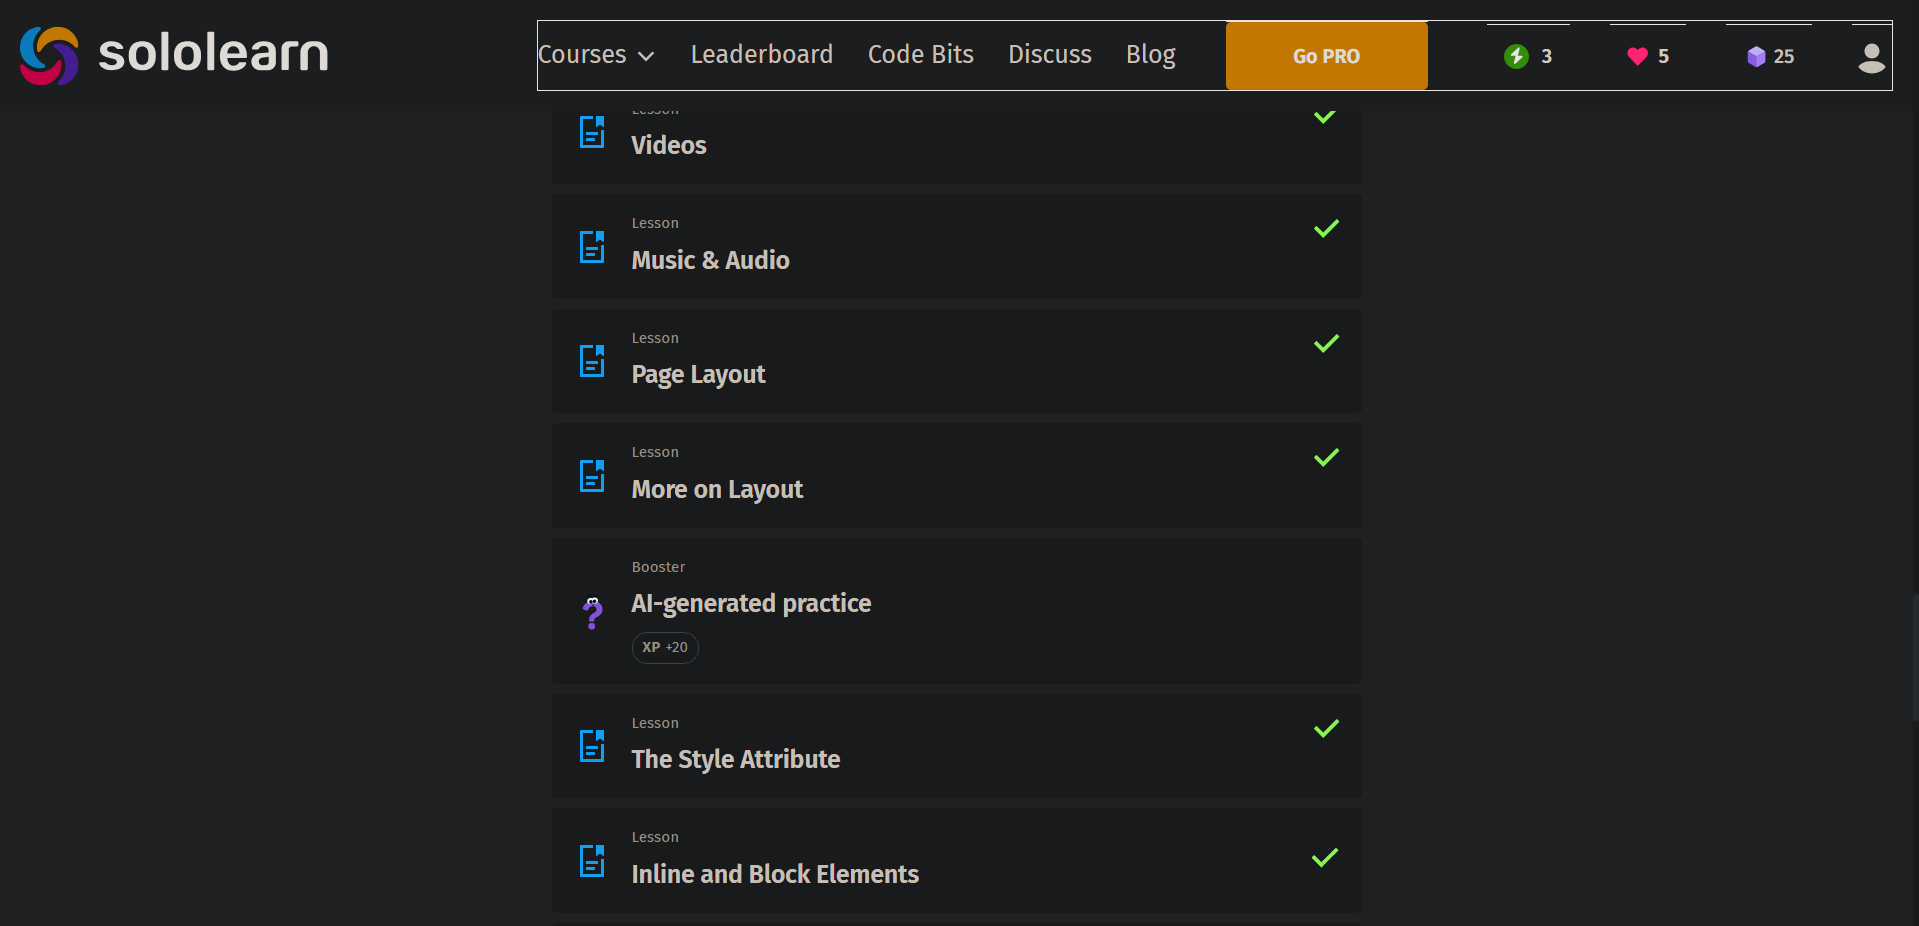 sololearn
Courses Leaderboard Code Bits Discuss Blog Go PRO 3 5 25
Lesson
Videos
Lesson
Music & Audio
Lesson
Page Layout
Lesson
More on Layout
Booster
AI-generated practice
XP +20
Lesson
The Style Attribute
Lesson
Inline and Block Elements